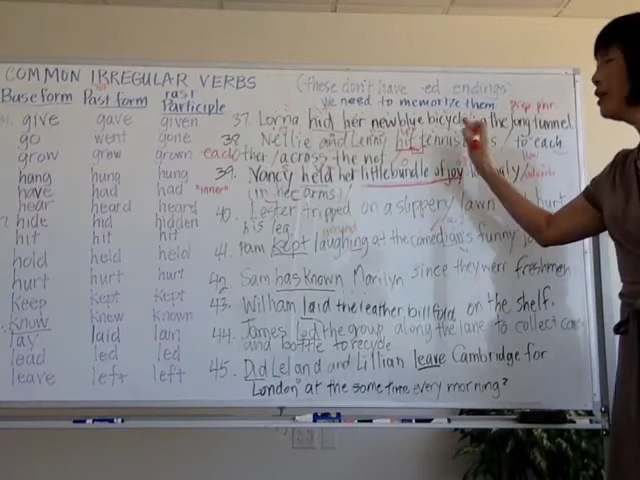 COMMON IRREGULAR VERBS (these don't have -ed endings)
We need to memorize them
Base form Past form Past Participle
prep phr.
give gave given
go went gone
grow grew grown
hang hung hung
have had had
hear heard heard
hide hid hidden
hit hit hit
hold held held
hurt hurt hurt
keep kept kept
know knew known
lay laid lain
lead led led
leave left left
37. Lorna hid her new blue bicycle the long tunnel
38. Nellie and Lenny hit tennis to each
each other / across the net
39. Nancy held her little bundle of joy
"inner" (in her arms)
40. Lester tripped on a slippery lawn hurt
his leg.
41. Pam kept laughing at the comedian's funny
42. Sam has known Marilyn since they were freshmen
43. William laid the leather billfold on the shelf.
44. James led the group along the lane to collect cans
and bottle to recycle
45. Did Leland and Lillian leave Cambridge for
London at the same time every morning?